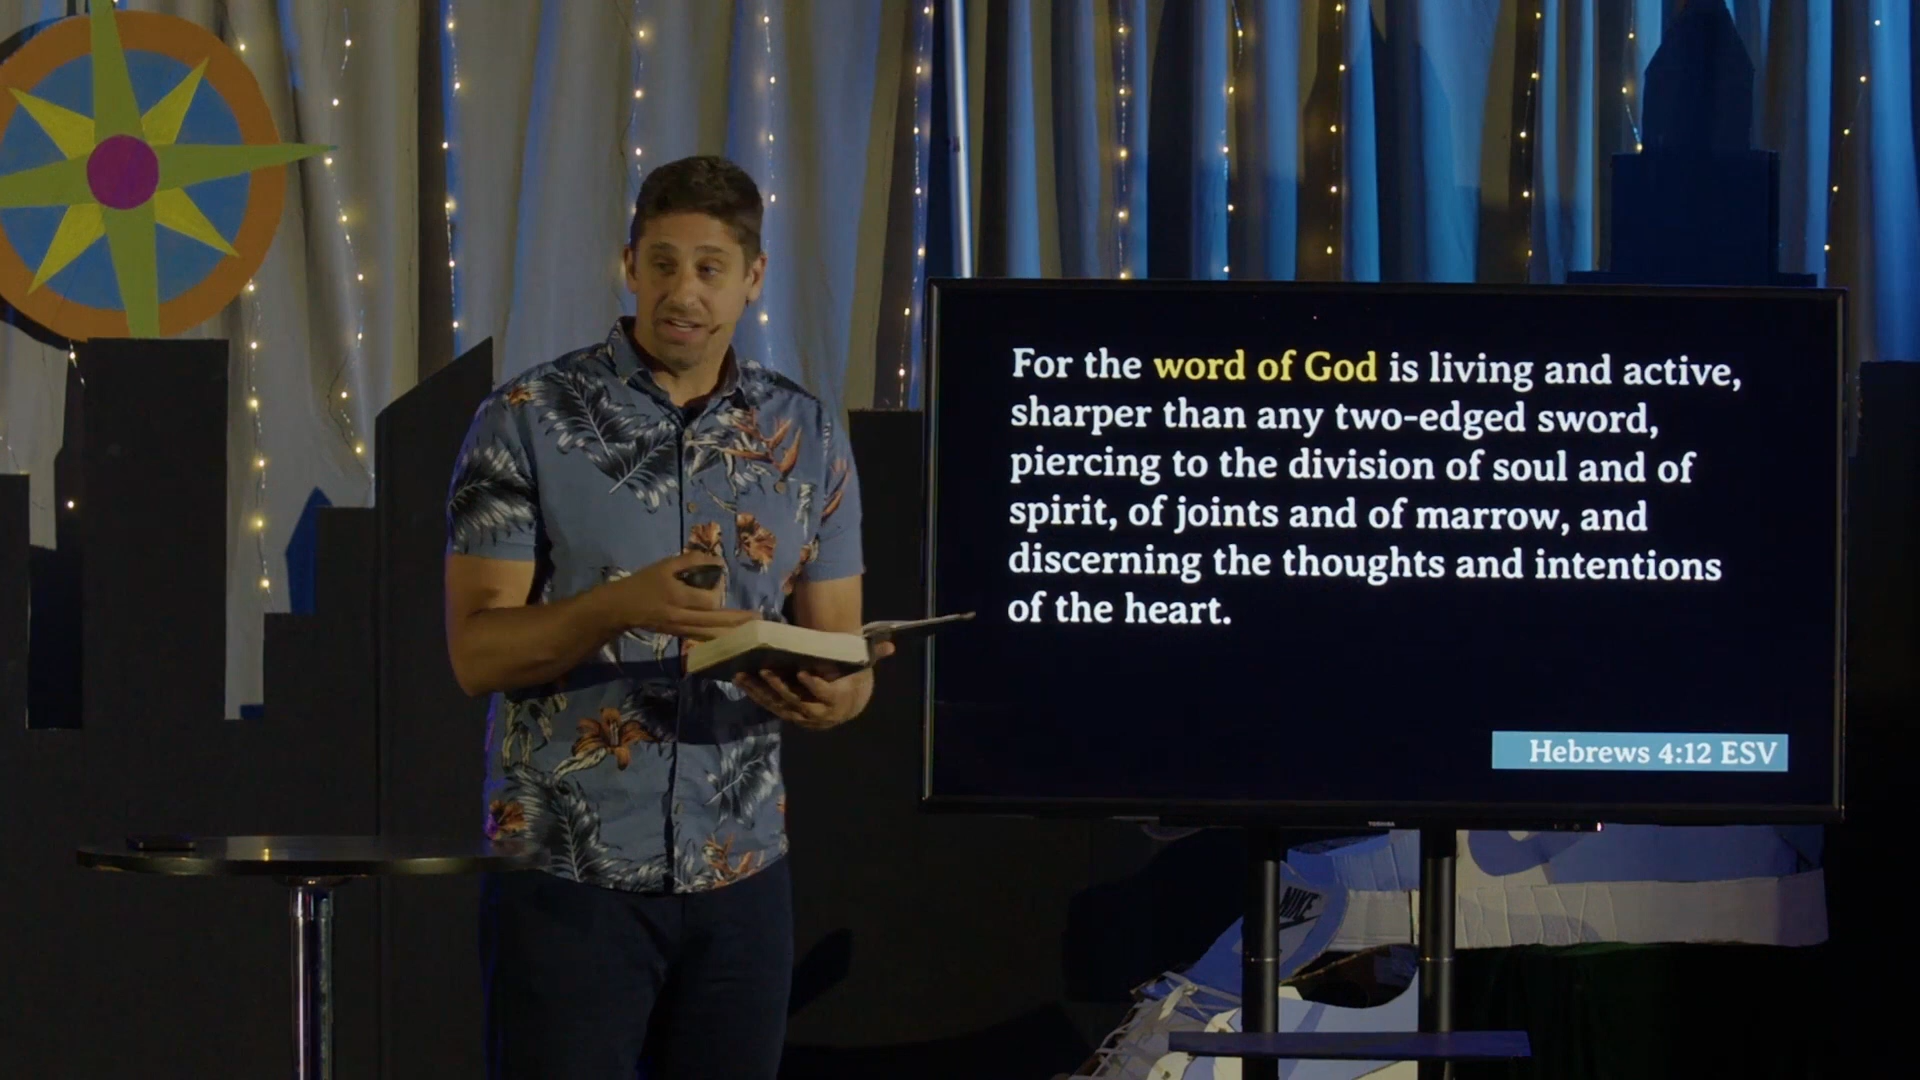 For the word of God is living and active,
sharper than any two-edged sword,
piercing to the division of soul and of
spirit, of joints and of marrow, and
discerning the thoughts and intentions
of the heart.
Hebrews 4:12 ESV
TOSHIBA
NIKE